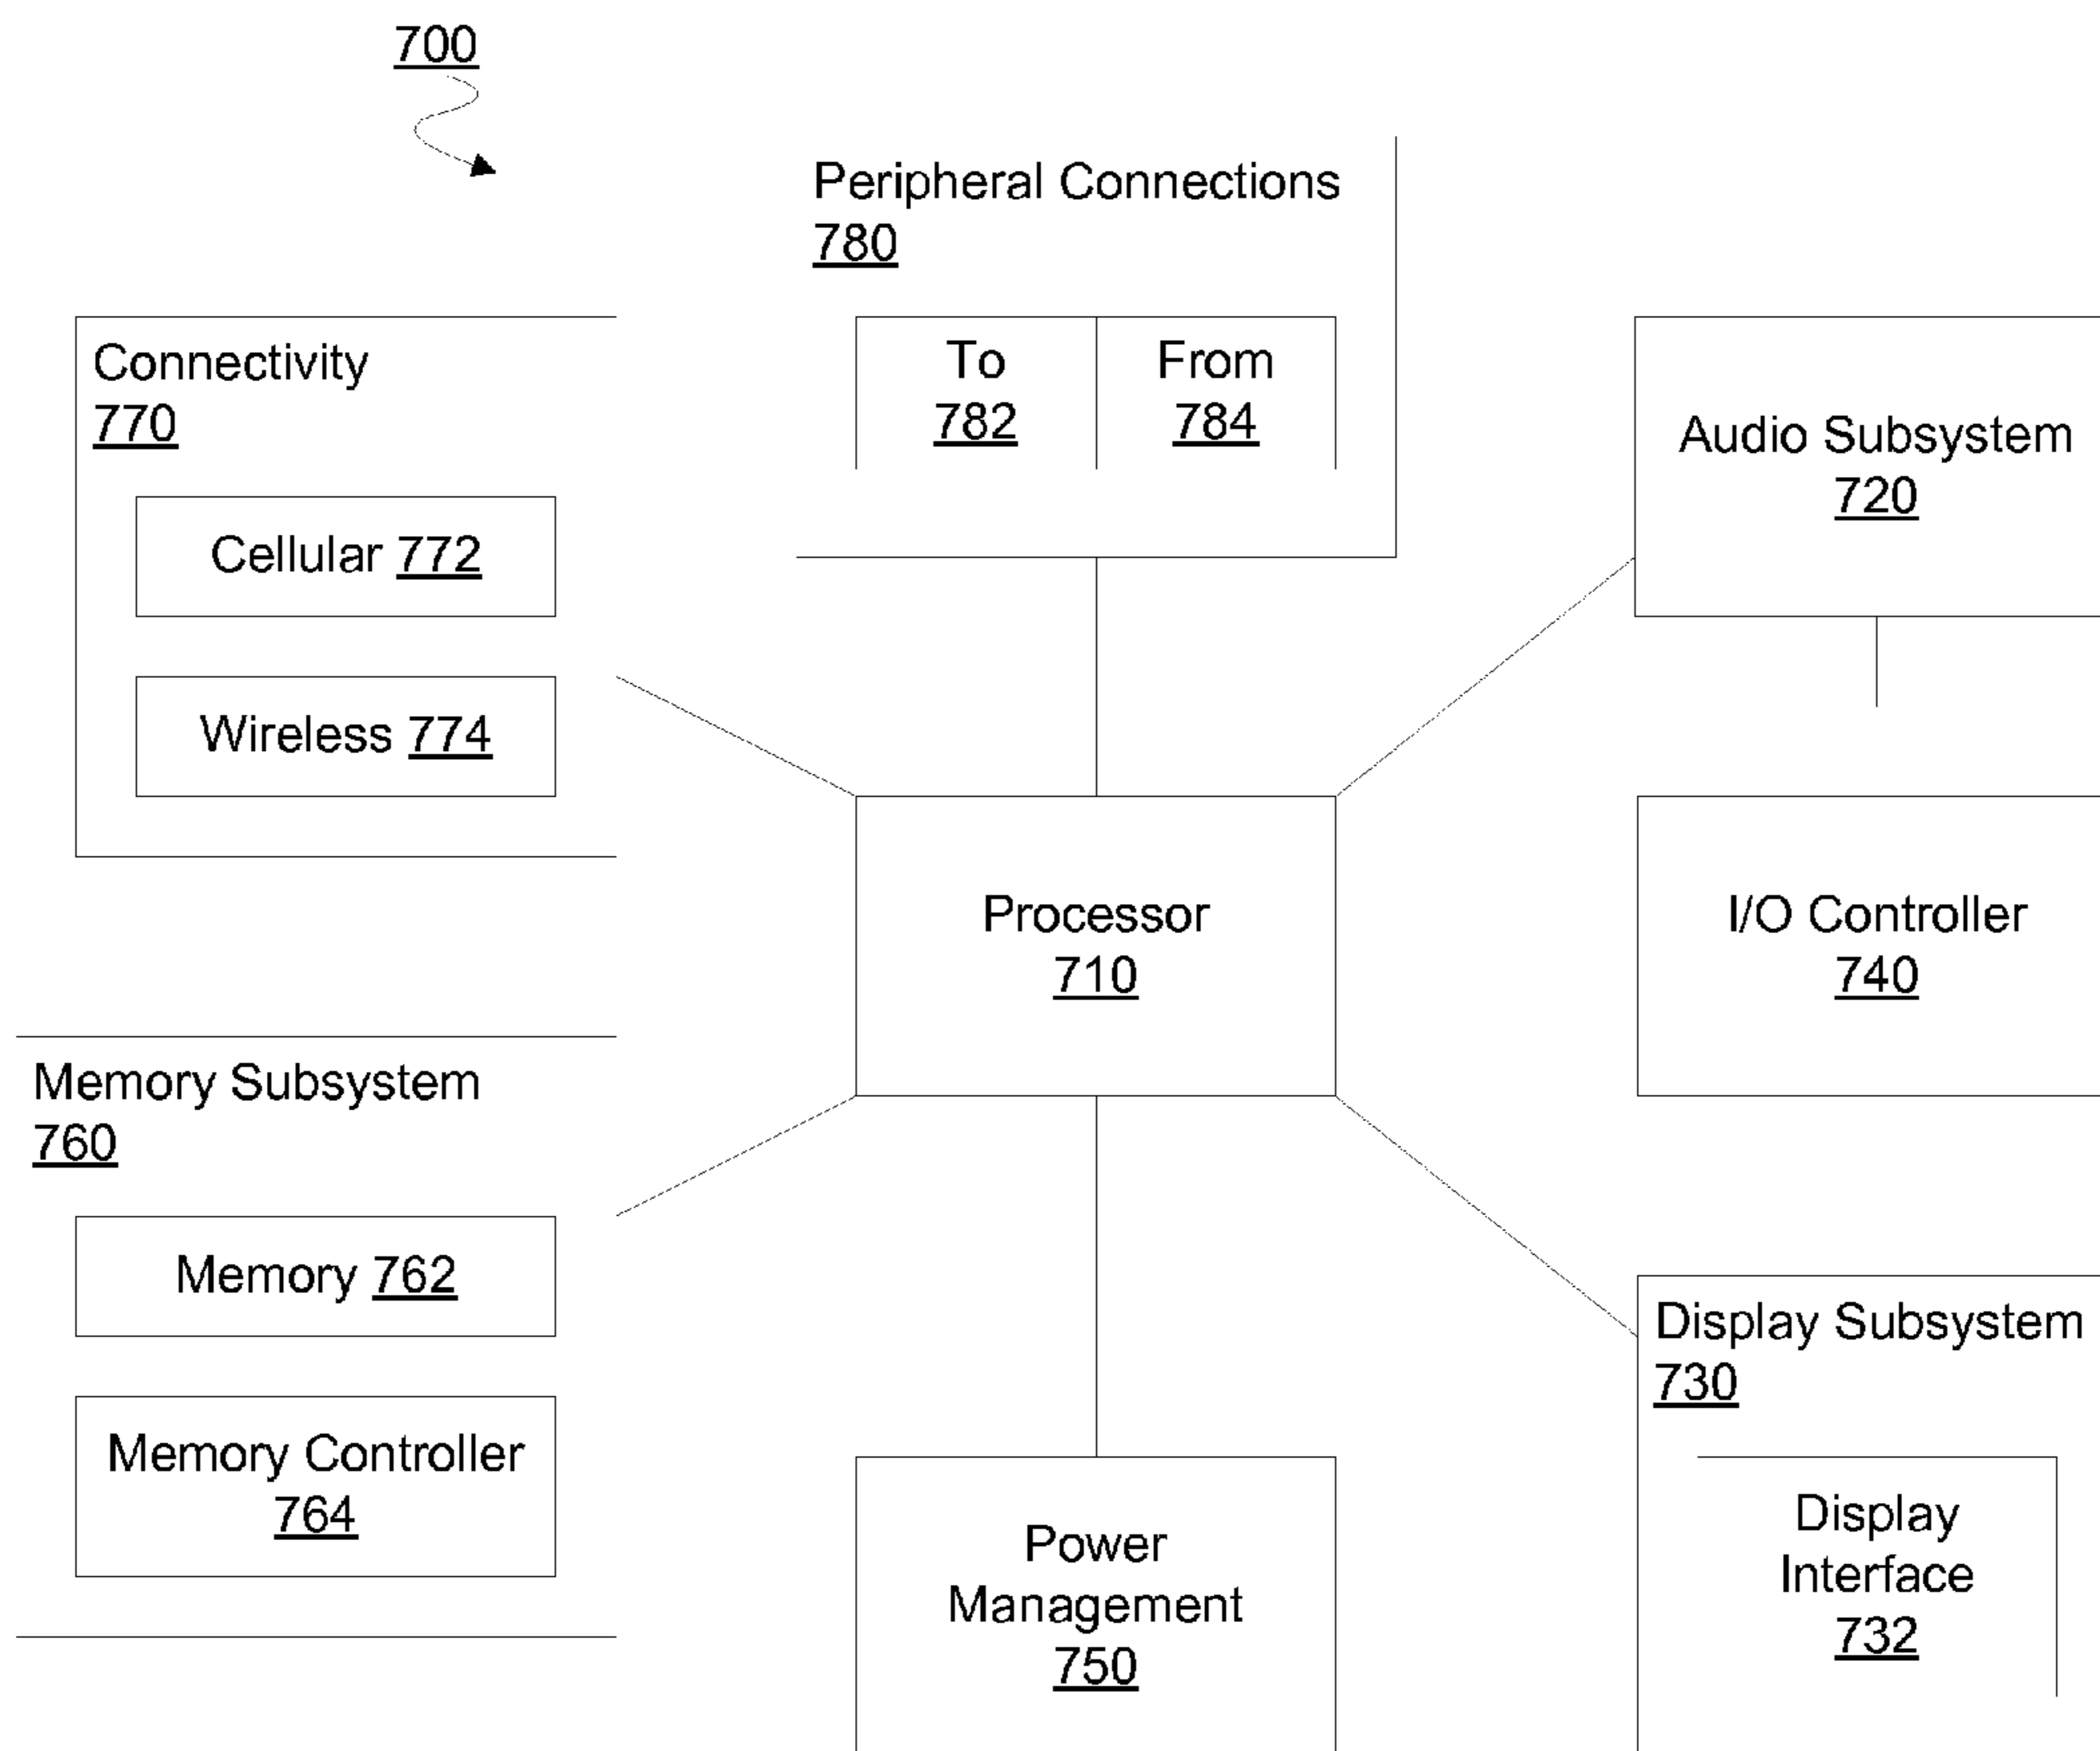 700
Peripheral Connections
780
To
782
From
784
Connectivity
770
Cellular 772
Wireless 774
Audio Subsystem
720
Processor
710
I/O Controller
740
Memory Subsystem
760
Memory 762
Memory Controller
764
Power
Management
750
Display Subsystem
730
Display
Interface
732